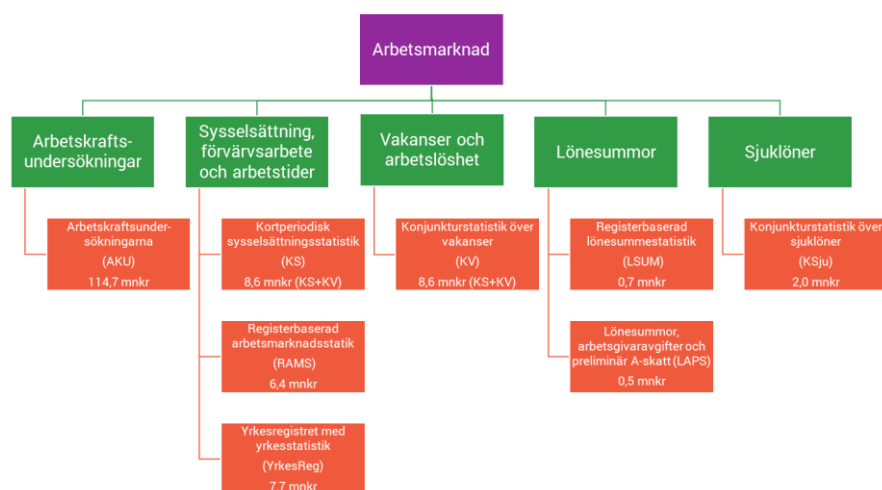 Arbetsmarknad
Arbetskrafts-
undersökningar
Sysselsättning,
förvärvsarbete
och arbetstider
Vakanser och
arbetslöshet
Lönesummor
Sjuklöner
Arbetskraftsunder-
sökningarna
(AKU)
114,7 mnkr
Kortperiodisk
sysselsättningsstatistik
(KS)
8,6 mnkr (KS+KV)
Konjunkturstatistik över
vakanser
(KV)
8,6 mnkr (KS+KV)
Registerbaserad
lönesummestatistik
(LSUM)
0,7 mnkr
Konjunkturstatistik över
sjuklöner
(KSju)
2,0 mnkr
Registerbaserad
arbetsmarknadsstatik
(RAMS)
6,4 mnkr
Lönesummor,
arbetsgivaravgifter och
preliminär A-skatt (LAPS)
0,5 mnkr
Yrkesregistret med
yrkesstatistik
(YrkesReg)
7,7 mnkr